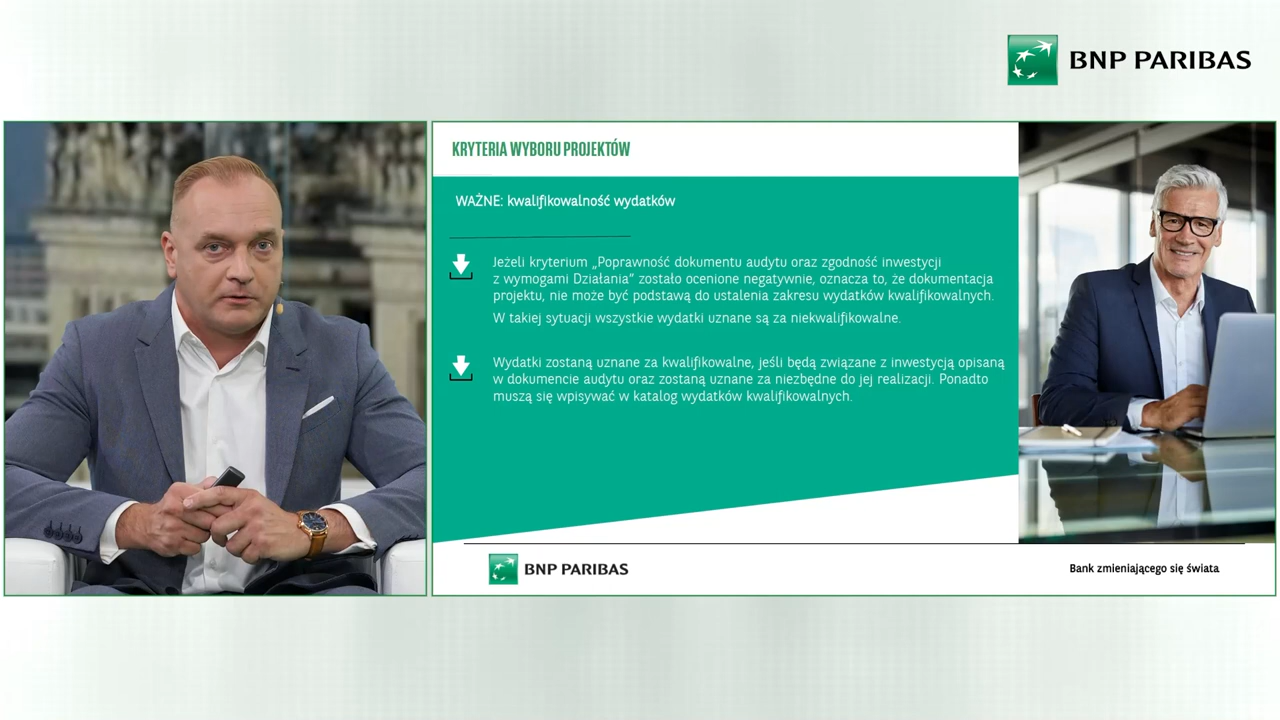 BNP PARIBAS
KRYTERIA WYBORU PROJEKTÓW
WAŻNE: kwalifikowalność wydatków
Jeżeli kryterium „Poprawność dokumentu audytu oraz zgodność inwestycji
z wymogami Działania” zostało ocenione negatywnie, oznacza to, że dokumentacja
projektu, nie może być podstawą do ustalenia zakresu wydatków kwalifikowalnych.
W takiej sytuacji wszystkie wydatki uznane są za niekwalifikowalne.
Wydatki zostaną uznane za kwalifikowalne, jeśli będą związane z inwestycją opisaną
w dokumencie audytu oraz zostaną uznane za niezbędne do jej realizacji. Ponadto
muszą się wpisywać w katalog wydatków kwalifikowalnych.
BNP PARIBAS
Bank zmieniającego się świata